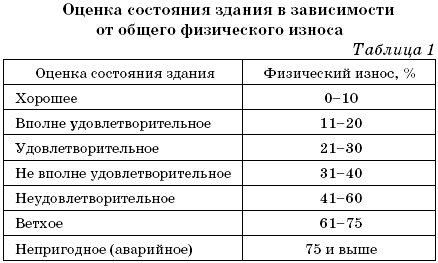 Оценка состояния здания в зависимости
от общего физического износа
Таблица 1
Оценка состояния здания Физический износ, %
Хорошее 0–10
Вполне удовлетворительное 11–20
Удовлетворительное 21–30
Не вполне удовлетворительное 31–40
Неудовлетворительное 41–60
Ветхое 61–75
Непригодное (аварийное) 75 и выше